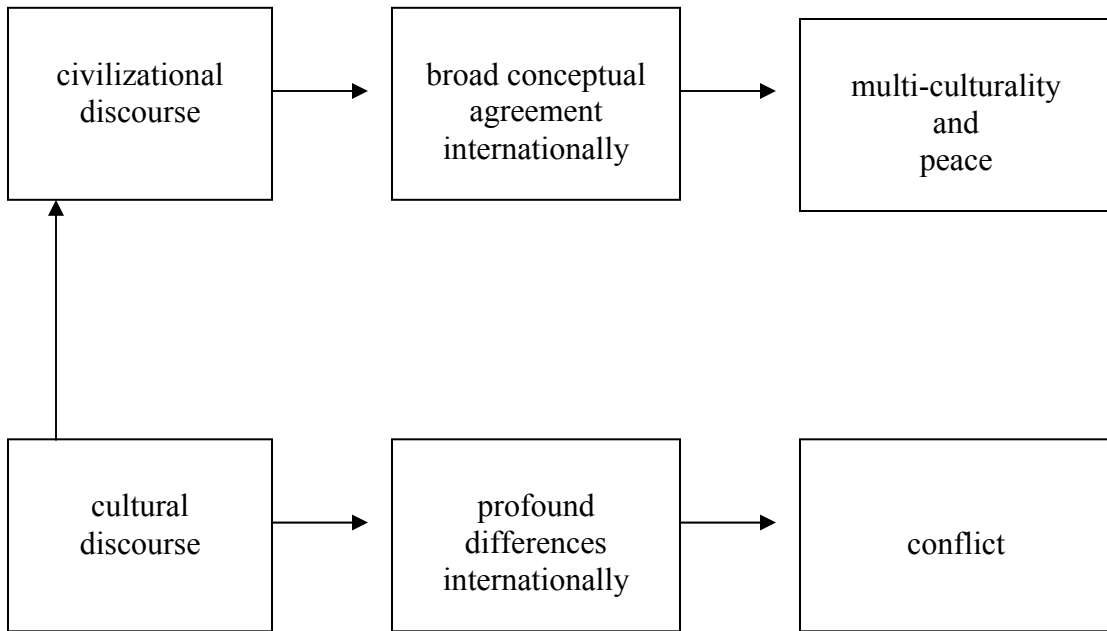 civilizational
discourse
broad conceptual
agreement
internationally
multi-culturality
and
peace
cultural
discourse
profound
differences
internationally
conflict